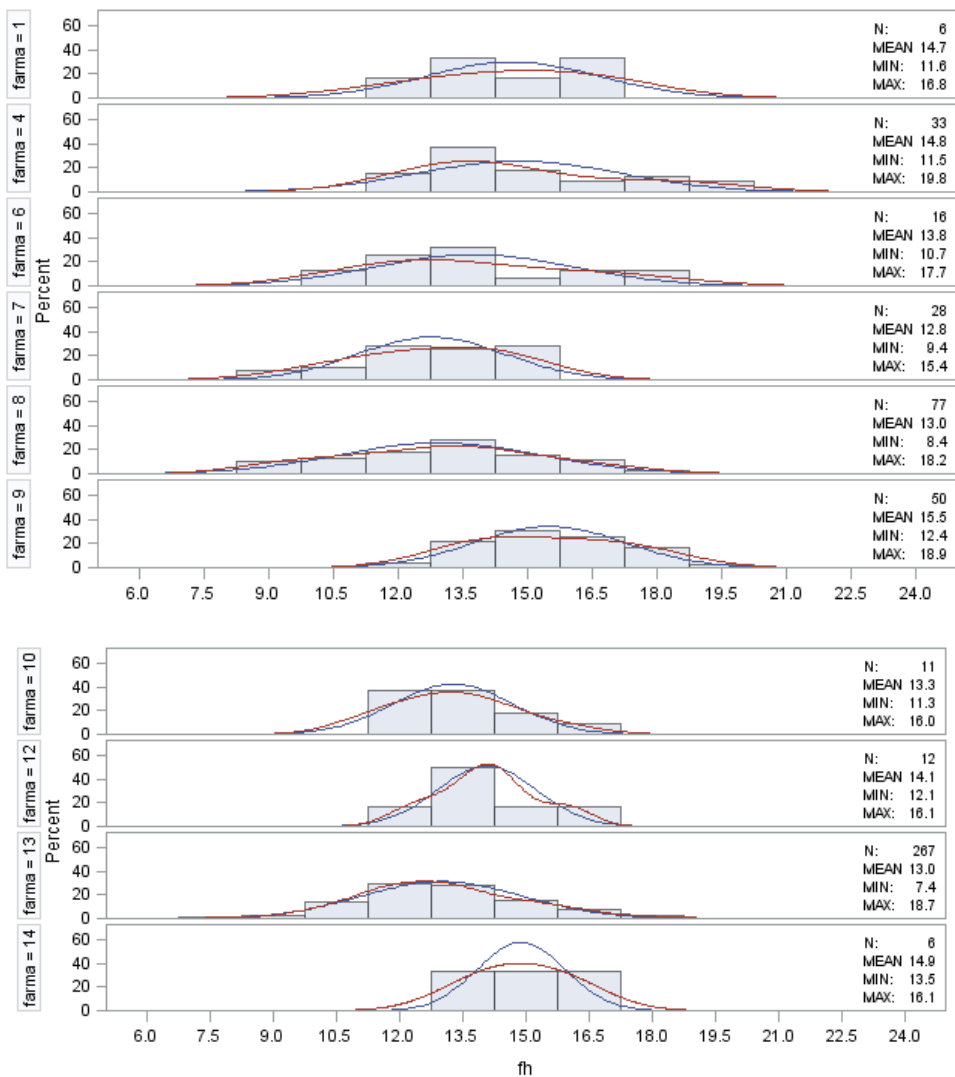 farma = 1
60
40
20
0
N: 6
MEAN 14.7
MIN: 11.6
MAX: 16.8
farma = 4
60
40
20
0
N: 33
MEAN 14.8
MIN: 11.5
MAX: 19.8
farma = 6
60
40
20
0
N: 16
MEAN 13.8
MIN: 10.7
MAX: 17.7
Percent
farma = 7
60
40
20
0
N: 28
MEAN 12.8
MIN: 9.4
MAX: 15.4
farma = 8
60
40
20
0
N: 77
MEAN 13.0
MIN: 8.4
MAX: 18.2
farma = 9
60
40
20
0
N: 50
MEAN 15.5
MIN: 12.4
MAX: 18.9
6.0 7.5 9.0 10.5 12.0 13.5 15.0 16.5 18.0 19.5 21.0 22.5 24.0
farma = 10
60
40
20
0
N: 11
MEAN 13.3
MIN: 11.3
MAX: 16.0
farma = 12
60
40
20
0
N: 12
MEAN 14.1
MIN: 12.1
MAX: 16.1
Percent
farma = 13
60
40
20
0
N: 267
MEAN 13.0
MIN: 7.4
MAX: 18.7
farma = 14
60
40
20
0
N: 6
MEAN 14.9
MIN: 13.5
MAX: 16.1
6.0 7.5 9.0 10.5 12.0 13.5 15.0 16.5 18.0 19.5 21.0 22.5 24.0
fh